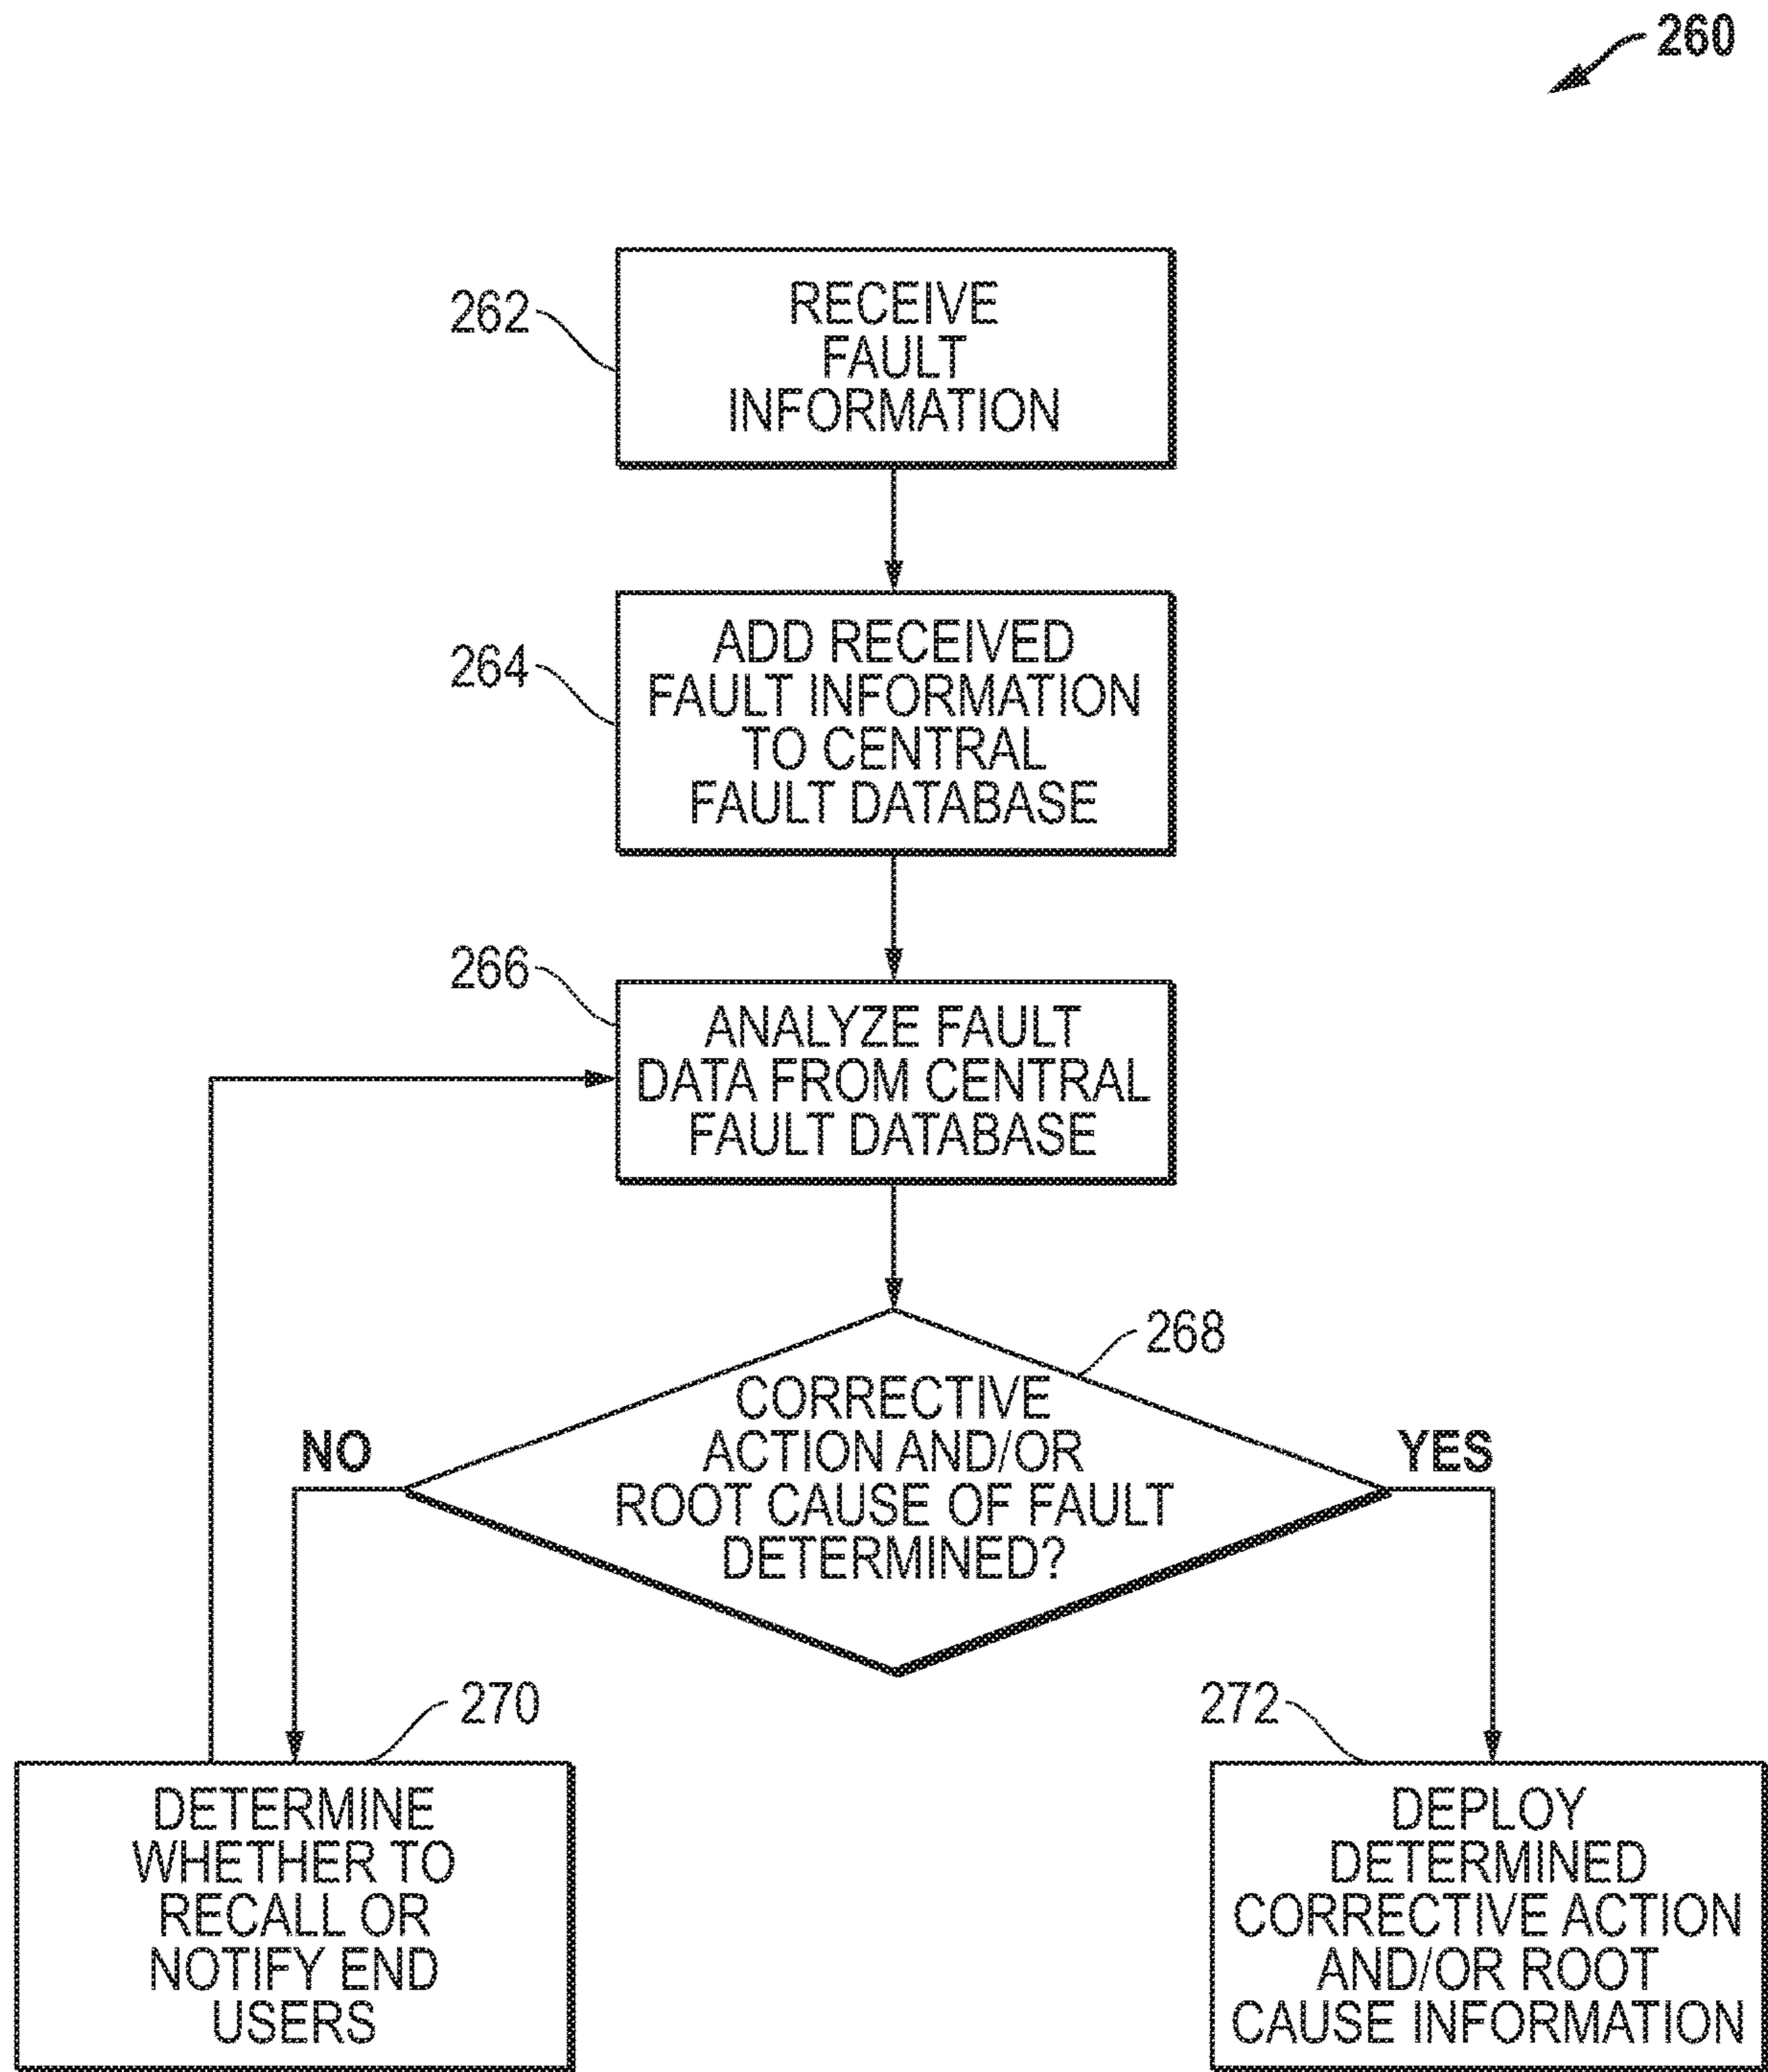 260
262
RECEIVE
FAULT
INFORMATION
264
ADD RECEIVED
FAULT INFORMATION
TO CENTRAL
FAULT DATABASE
266
ANALYZE FAULT
DATA FROM CENTRAL
FAULT DATABASE
268
CORRECTIVE
ACTION AND/OR
ROOT CAUSE OF FAULT
DETERMINED?
NO
YES
270
DETERMINE
WHETHER TO
RECALL OR
NOTIFY END
USERS
272
DEPLOY
DETERMINED
CORRECTIVE ACTION
AND/OR ROOT
CAUSE INFORMATION